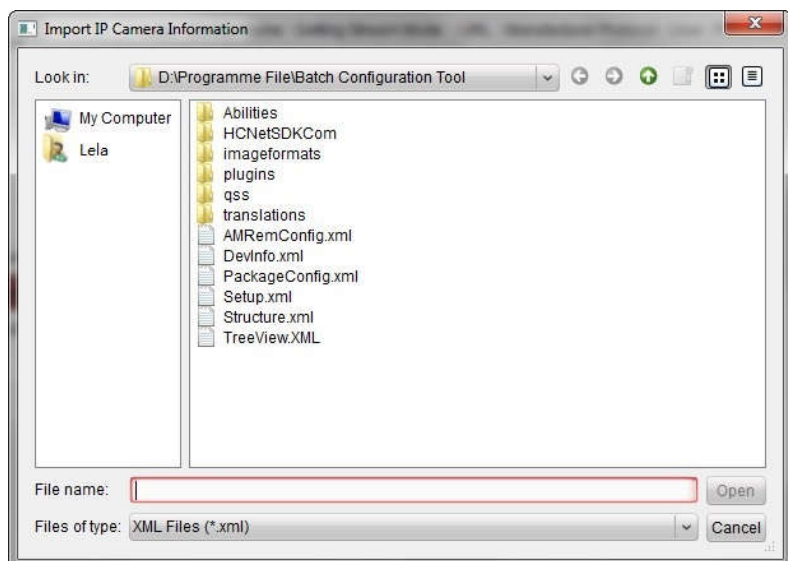 Import IP Camera Information
Look in:
D:\Programme File\Batch Configuration Tool
My Computer
Lela
Abilities
HCNetSDKCom
imageformats
plugins
qss
translations
AMRemConfig.xml
DevInfo.xml
PackageConfig.xml
Setup.xml
Structure.xml
TreeView.XML
File name:
Open
Files of type:
XML Files (*.xml)
Cancel